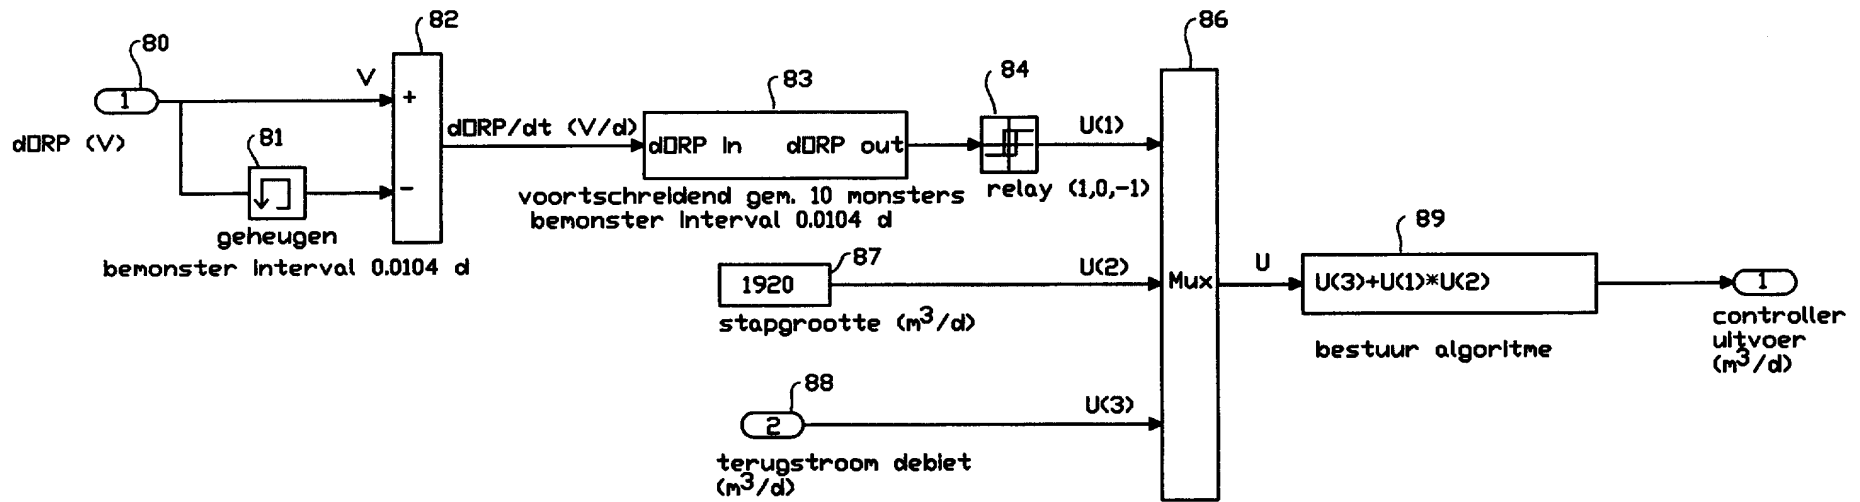 80
82
86
1
V
+
83
84
dORP (V)
81
dORP/dt (V/d)
dORP in dORP out
U(1)
-
voortschreidend gem. 10 monsters
bemonster interval 0.0104 d
relay (1,0,-1)
geheugen
bemonster interval 0.0104 d
87
1920
U(2)
stapgrootte (m³/d)
Mux
U
89
U(3)+U(1)*U(2)
bestuur algoritme
1
controller
uitvoer
(m³/d)
88
2
U(3)
terugstroom debiet
(m³/d)